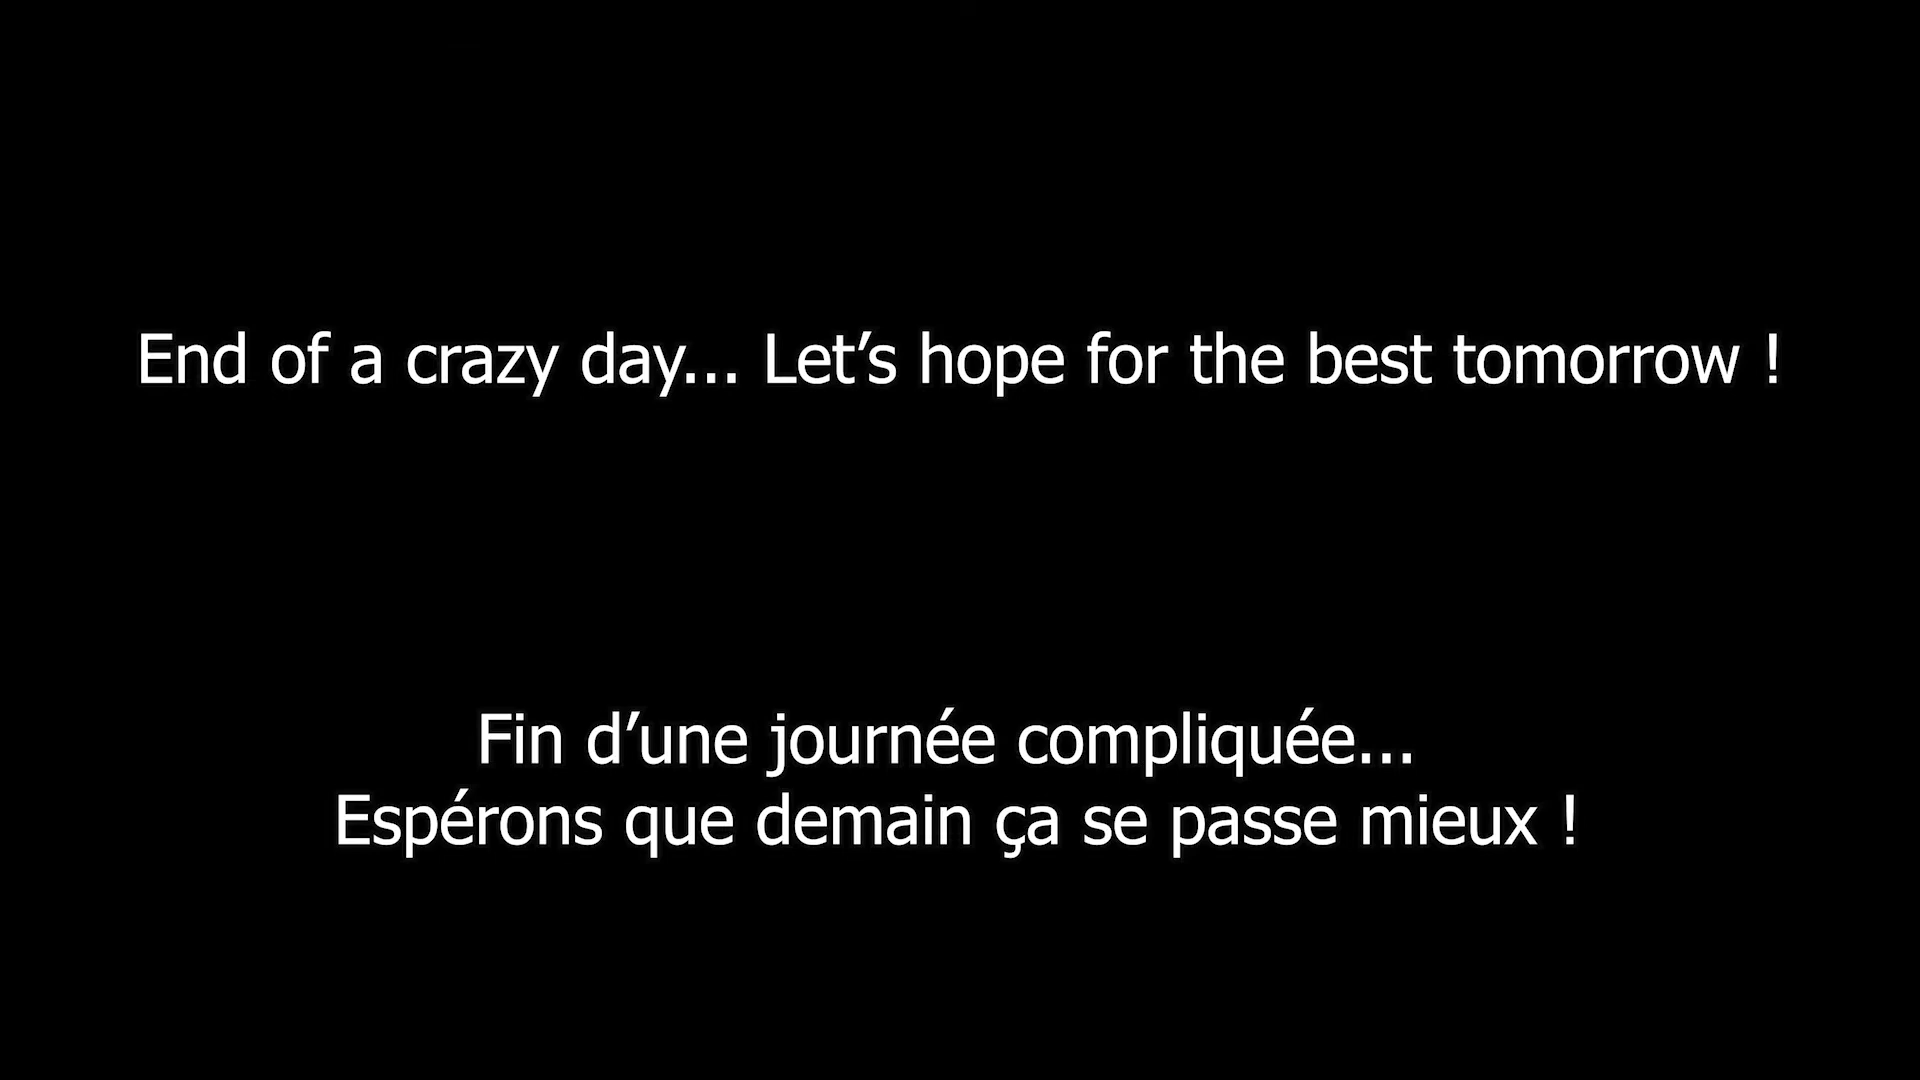 End of a crazy day... Let’s hope for the best tomorrow !
Fin d’une journée compliquée...
Espérons que demain ça se passe mieux !